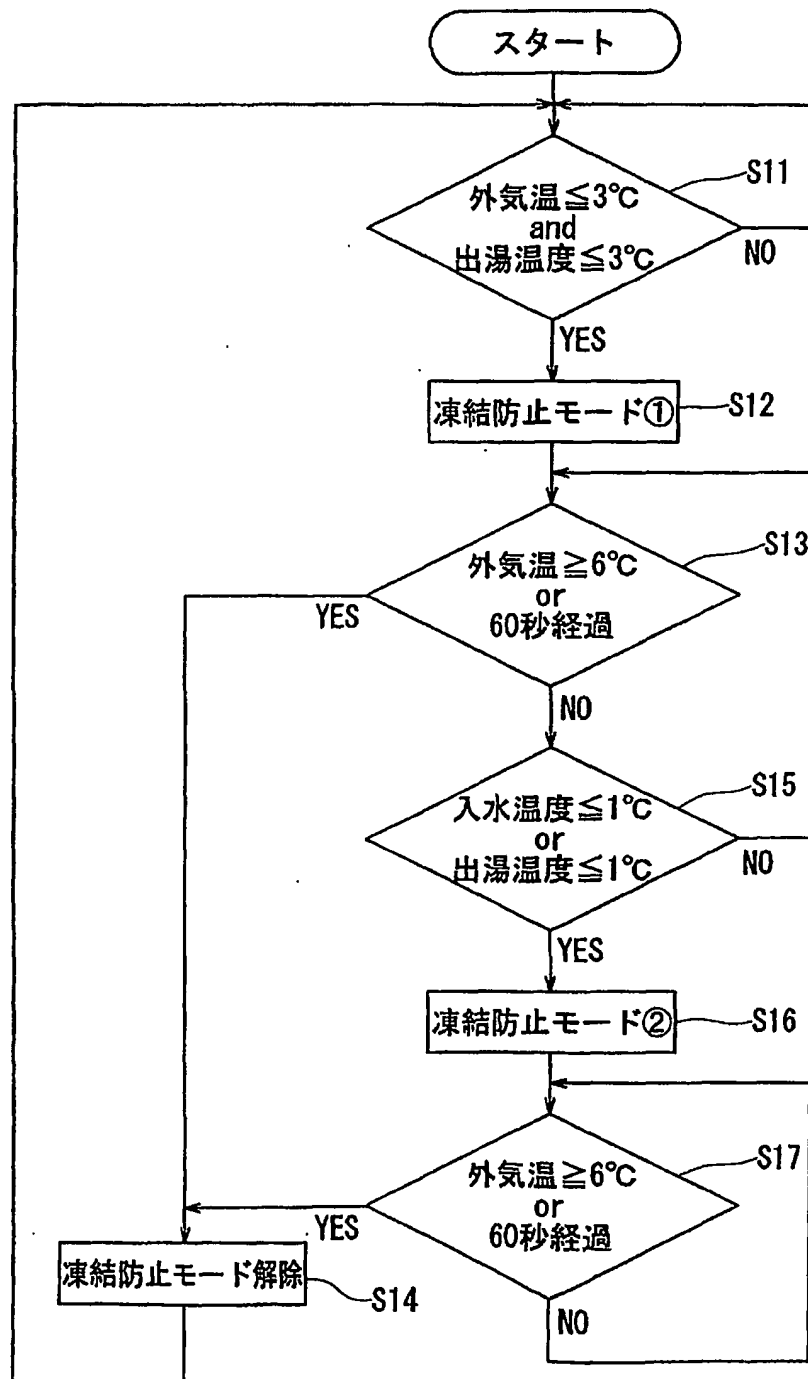 スタート
外気温≦3℃
and
出湯温度≦3℃
S11
NO
YES
凍結防止モード①
S12
外気温≧6℃
or
60秒経過
S13
YES
NO
入水温度≦1℃
or
出湯温度≦1℃
S15
NO
YES
凍結防止モード②
S16
外気温≧6℃
or
60秒経過
S17
YES
NO
凍結防止モード解除
S14